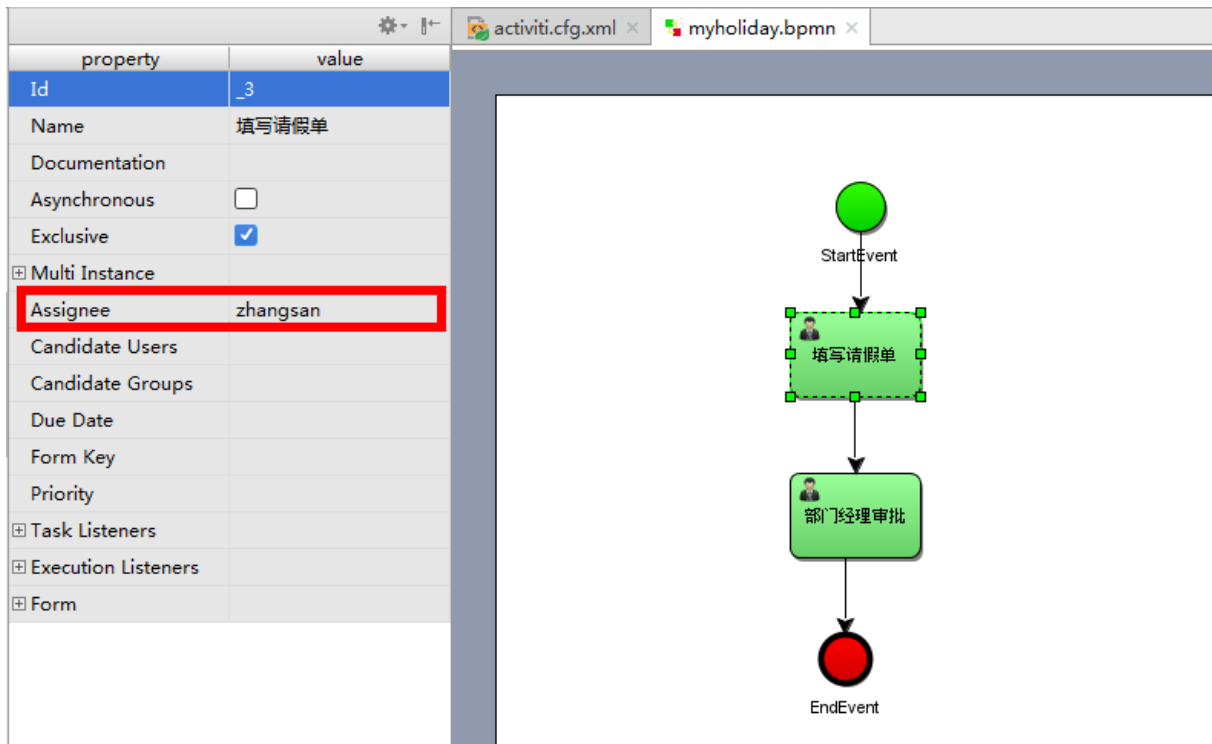 activiti.cfg.xml
myholiday.bpmn
property value
Id _3
Name 填写请假单
Documentation
Asynchronous
Exclusive
Multi Instance
Assignee zhangsan
Candidate Users
Candidate Groups
Due Date
Form Key
Priority
Task Listeners
Execution Listeners
Form
StartEvent
填写请假单
部门经理审批
EndEvent